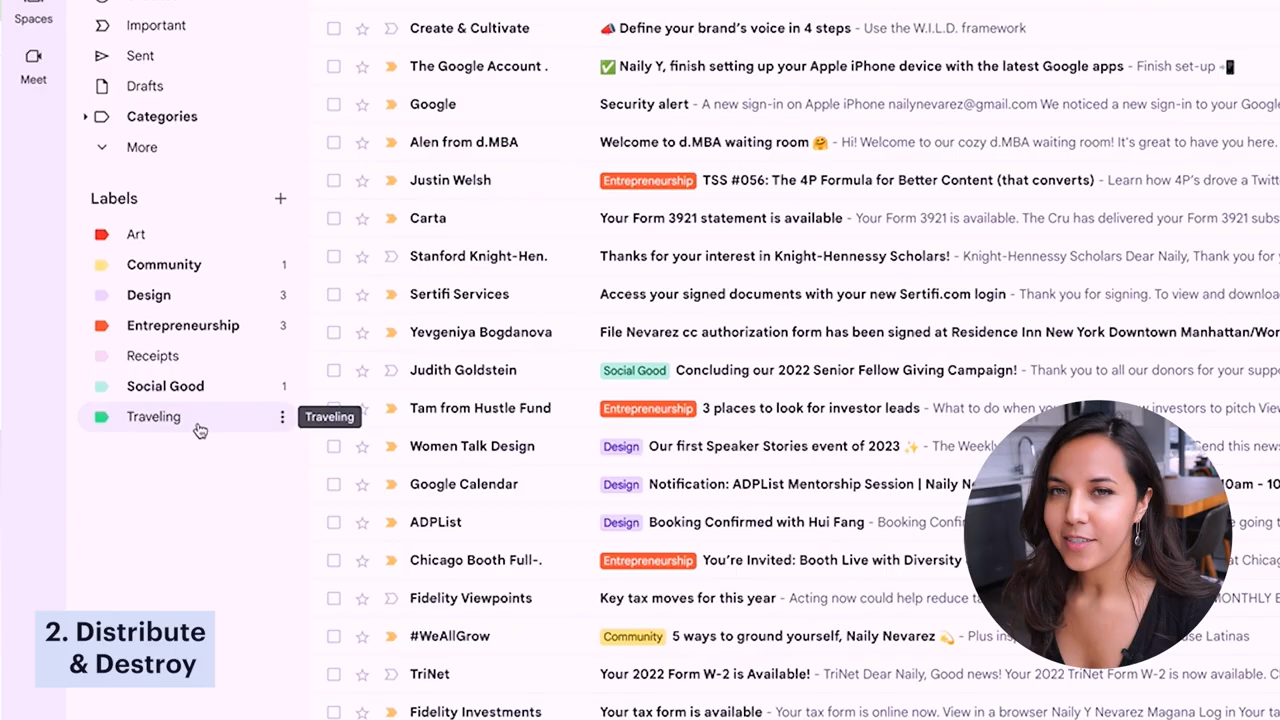 Spaces
Meet
Important
Sent
Drafts
Categories
More
Labels
Art
Community 1
Design 3
Entrepreneurship 3
Receipts
Social Good 1
Traveling
Traveling
2. Distribute
& Destroy
Create & Cultivate 📣 Define your brand's voice in 4 steps - Use the W.I.L.D. framework
The Google Account . ✅ Naily Y, finish setting up your Apple iPhone device with the latest Google apps - Finish set-up 📲
Google Security alert - A new sign-in on Apple iPhone nailynevarez@gmail.com We noticed a new sign-in to your Google
Alen from d.MBA Welcome to d.MBA waiting room 🤗 - Hi! Welcome to our cozy d.MBA waiting room! It's great to have you here.
Justin Welsh Entrepreneurship TSS #056: The 4P Formula for Better Content (that converts) - Learn how 4P's drove a
Carta Your Form 3921 statement is available - Your Form 3921 is available. The Cru has delivered your Form 3921
Stanford Knight-Hen. Thanks for your interest in Knight-Hennessy Scholars! - Knight-Hennessy Scholars Dear Naily, Thank you for
Sertifi Services Access your signed documents with your new Sertifi.com login - Thank you for signing. To view and
Yevgeniya Bogdanova File Nevarez cc authorization form has been signed at Residence Inn New York Downtown Manhattan/Wor
Judith Goldstein Social Good Concluding our 2022 Senior Fellow Giving Campaign! - Thank you to all our donors for your
Tam from Hustle Fund Entrepreneurship 3 places to look for investor leads - What to do when investors to pitch
Women Talk Design Design Our first Speaker Stories event of 2023 ✨ - The Weekly end this news
Google Calendar Design Notification: ADPList Mentorship Session | Naily 10am - 10
ADPList Design Booking Confirmed with Hui Fang - Booking going to
Chicago Booth Full-. Entrepreneurship You're Invited: Booth Live with Diversity at Chicag
Fidelity Viewpoints Key tax moves for this year - Acting now could help reduce MONTHLY
#WeAllGrow Community 5 ways to ground yourself, Naily Nevarez 💫 - Plus Latinas
TriNet Your 2022 Form W-2 is Available! - TriNet Dear Naily, Good news! Your 2022 TriNet Form W-2 is now available.
Fidelity Investments Your tax form is available - Your tax form is online now. View in a browser Naily Y Nevarez Magana Log in Your